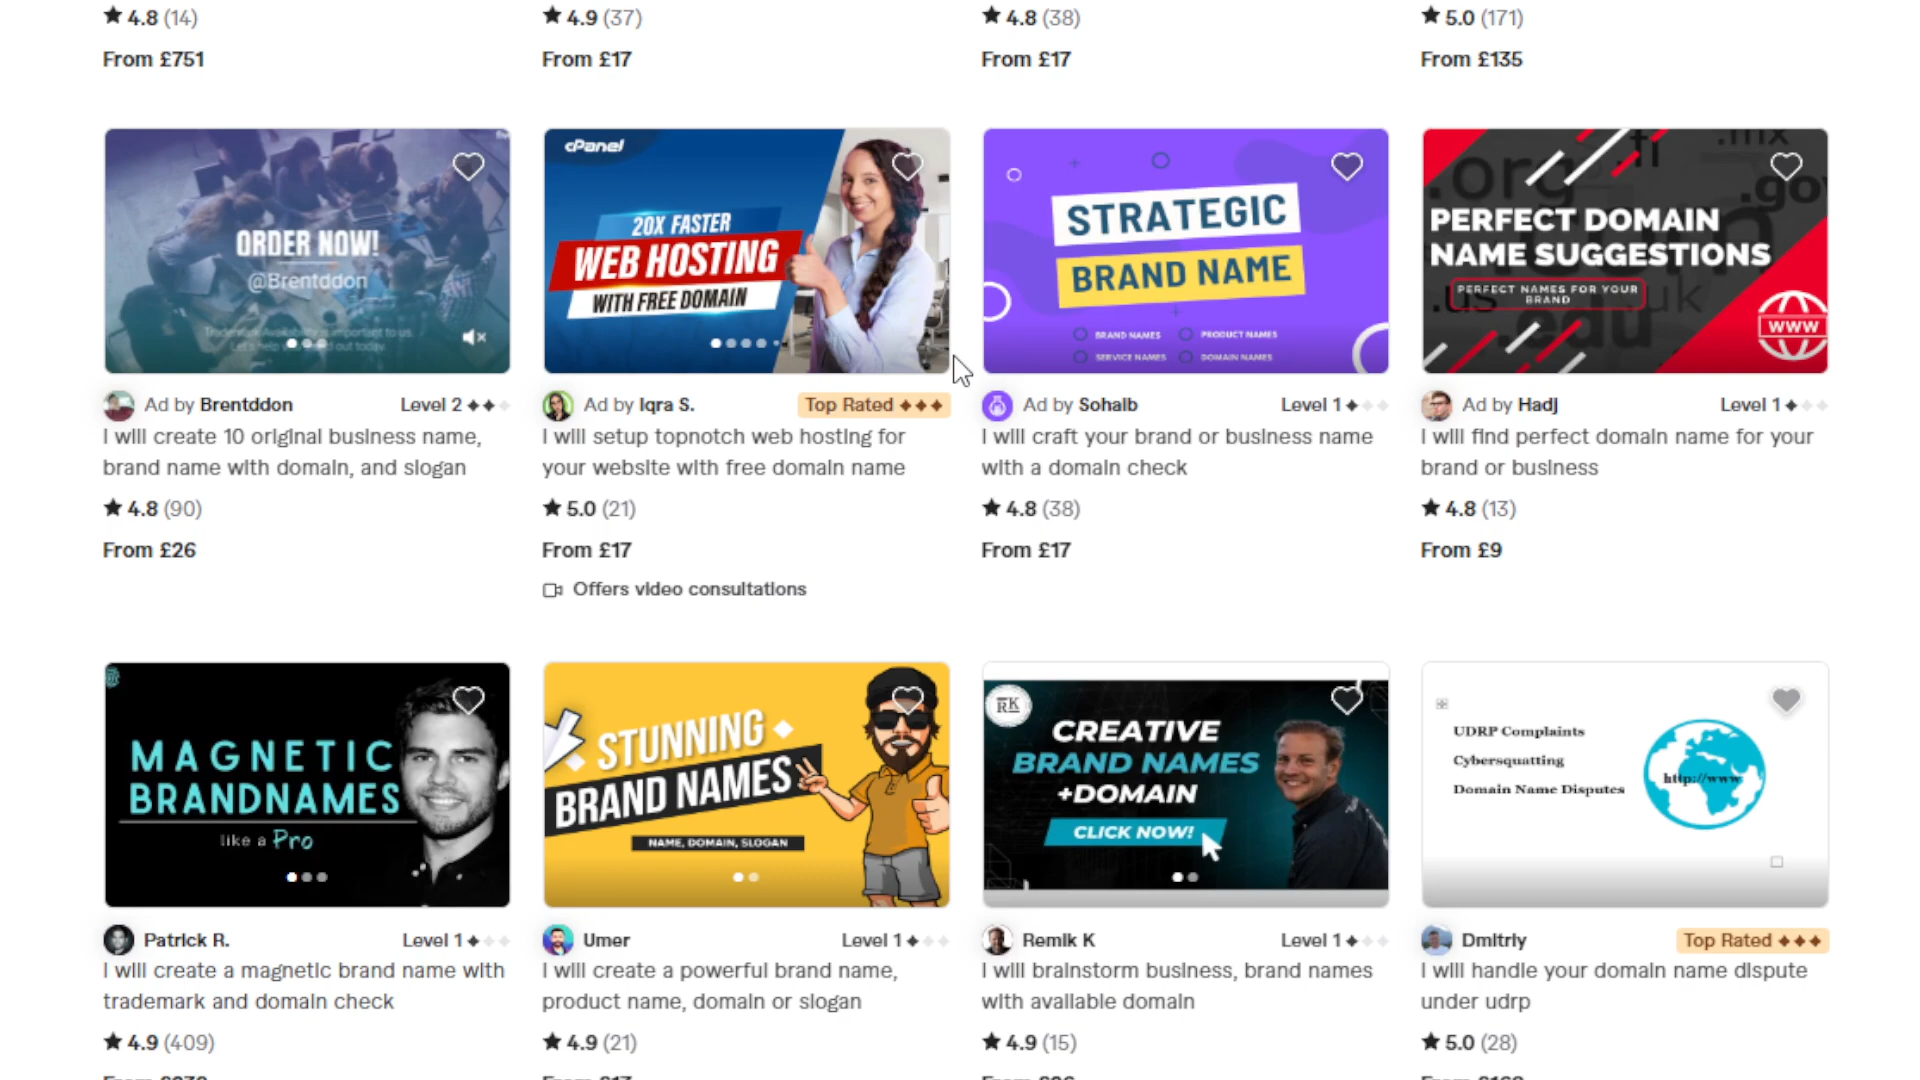 4.8 (14)
4.9 (37)
4.8 (38)
5.0 (171)
From £751
From £17
From £17
From £135
ORDER NOW!
@Brentddon
cPanel
20X FASTER
WEB HOSTING
WITH FREE DOMAIN
STRATEGIC
BRAND NAME
BRAND NAMES
PRODUCT NAMES
SERVICE NAMES
DOMAIN NAMES
.org
.fi
.mx
.gov
PERFECT DOMAIN
NAME SUGGESTIONS
PERFECT NAMES FOR YOUR
BRAND
.us
uk
.edu
WWW
Ad by Brentddon
Level 2
I will create 10 original business name,
brand name with domain, and slogan
4.8 (90)
From £26
Ad by Iqra S.
Top Rated
I will setup topnotch web hosting for
your website with free domain name
5.0 (21)
From £17
Offers video consultations
Ad by Sohaib
Level 1
I will craft your brand or business name
with a domain check
4.8 (38)
From £17
Ad by Hadj
Level 1
I will find perfect domain name for your
brand or business
4.8 (13)
From £9
MAGNETIC
BRANDNAMES
like a Pro
STUNNING
BRAND NAMES
NAME, DOMAIN, SLOGAN
RK
CREATIVE
BRAND NAMES
+DOMAIN
CLICK NOW!
UDRP Complaints
Cybersquatting
Domain Name Disputes
http://www
Patrick R.
Level 1
I will create a magnetic brand name with
trademark and domain check
4.9 (409)
Umer
Level 1
I will create a powerful brand name,
product name, domain or slogan
4.9 (21)
Remik K
Level 1
I will brainstorm business, brand names
with available domain
4.9 (15)
Dmitriy
Top Rated
I will handle your domain name dispute
under udrp
5.0 (28)